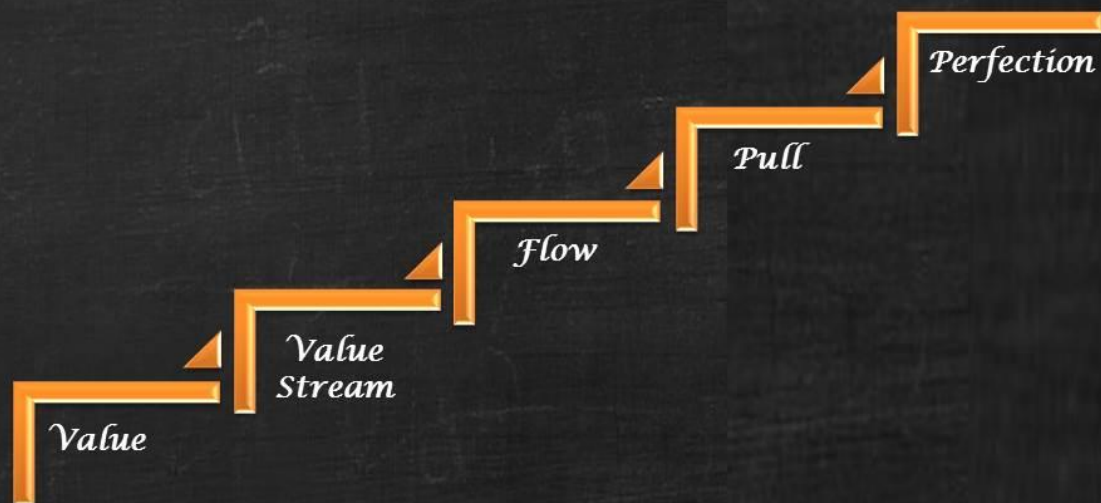 Value
Value
Stream
Flow
Pull
Perfection